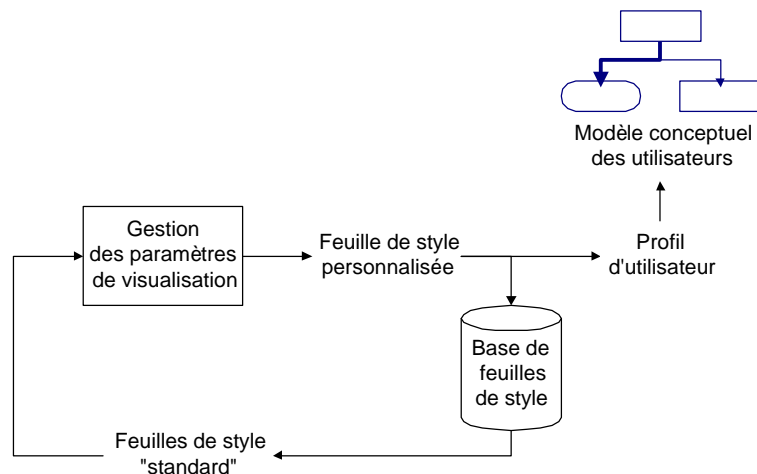 Modèle conceptuel
des utilisateurs
Gestion
des paramètres
de visualisation
Feuille de style
personnalisée
Profil
d'utilisateur
Base de
feuilles
de style
Feuilles de style
"standard"